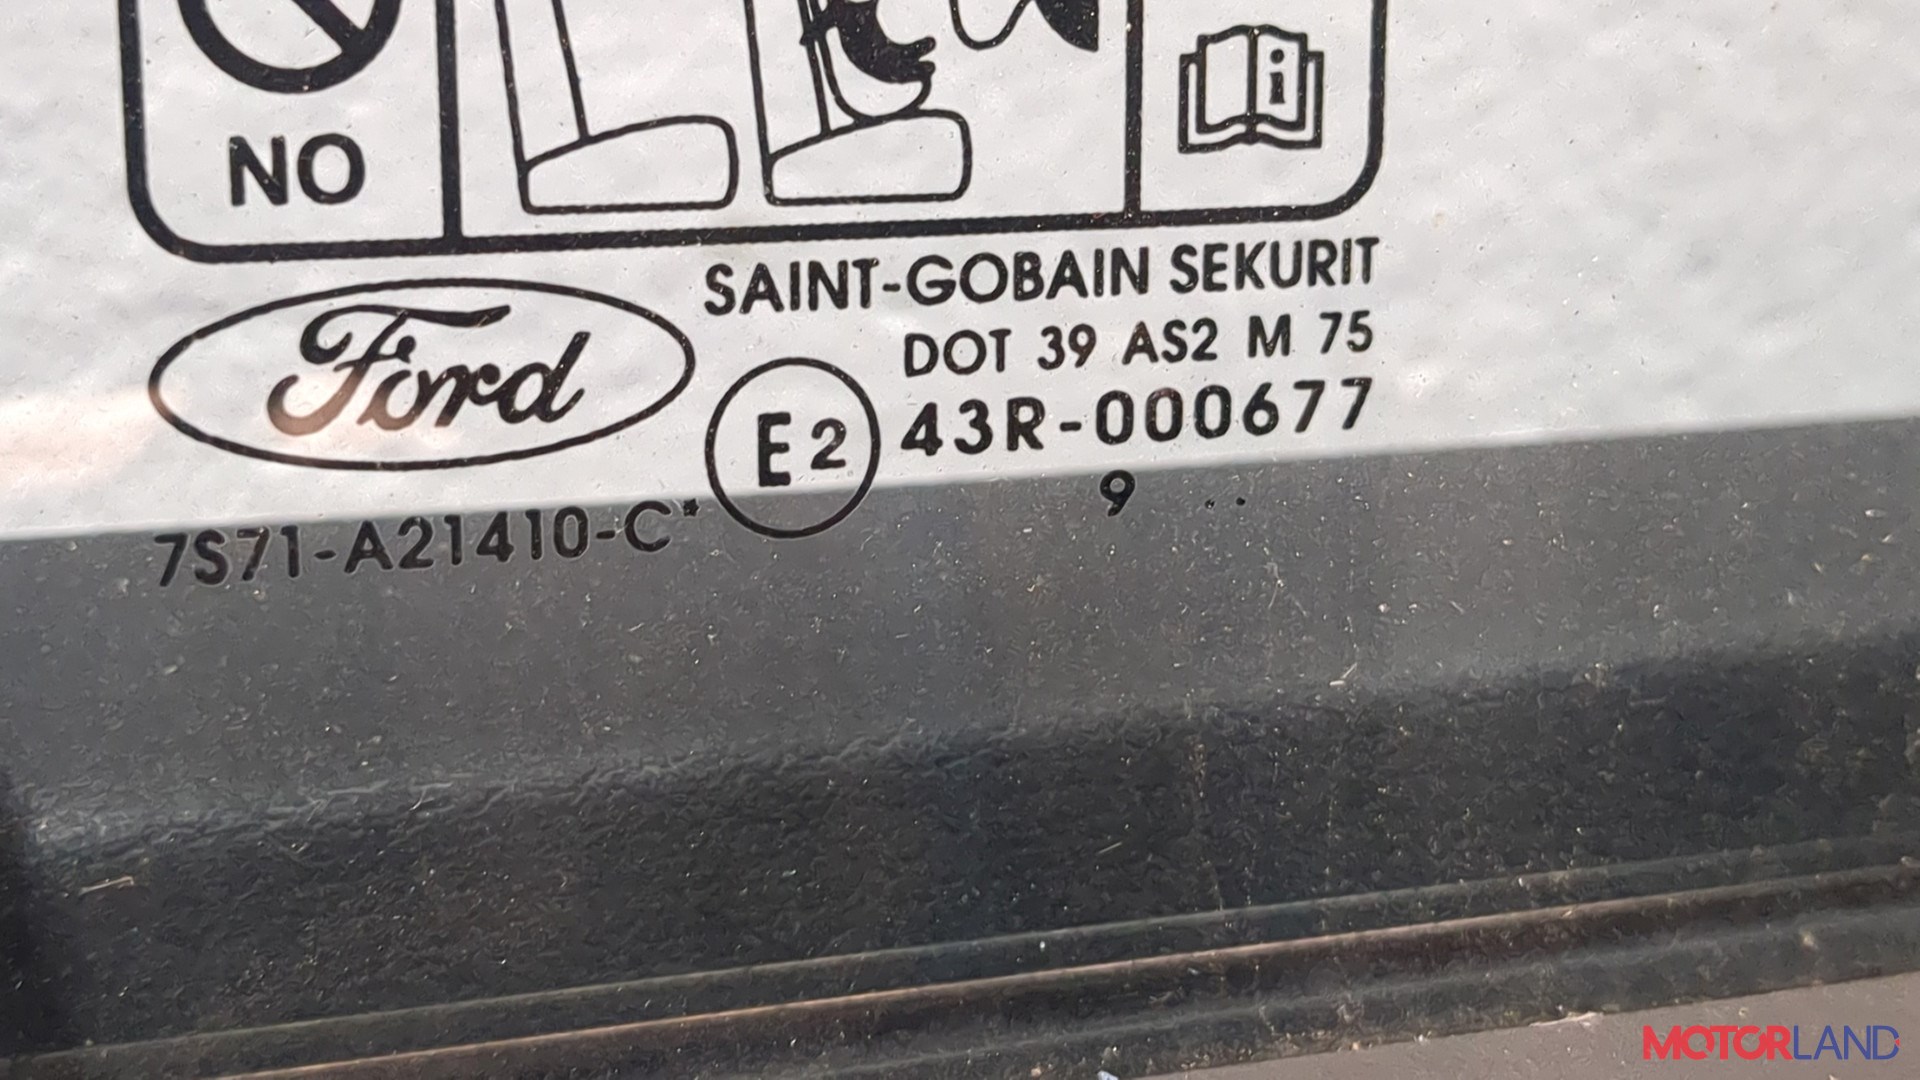 NO
i
SAINT-GOBAIN SEKURIT
Ford
DOT 39 AS2 M 75
E2 43R-000677
9 ..
7S71-A21410-C*
MOTORLAND